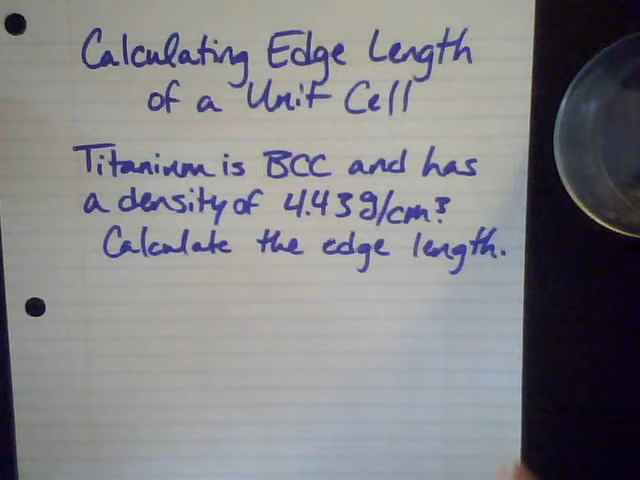 Calculating Edge Length
of a Unit Cell
Titanium is BCC and has
a density of 4.43 g/cm³.
Calculate the edge length.